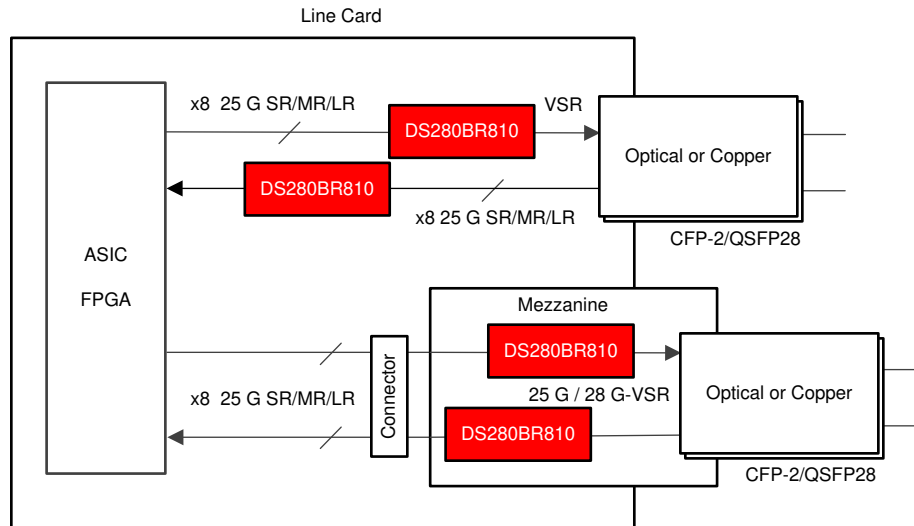 Line Card
x8  25 G SR/MR/LR
DS280BR810
VSR
Optical or Copper
DS280BR810
x8 25 G SR/MR/LR
CFP-2/QSFP28
ASIC
FPGA
Mezzanine
DS280BR810
Connector
x8  25 G SR/MR/LR
25 G / 28 G-VSR
Optical or Copper
DS280BR810
CFP-2/QSFP28